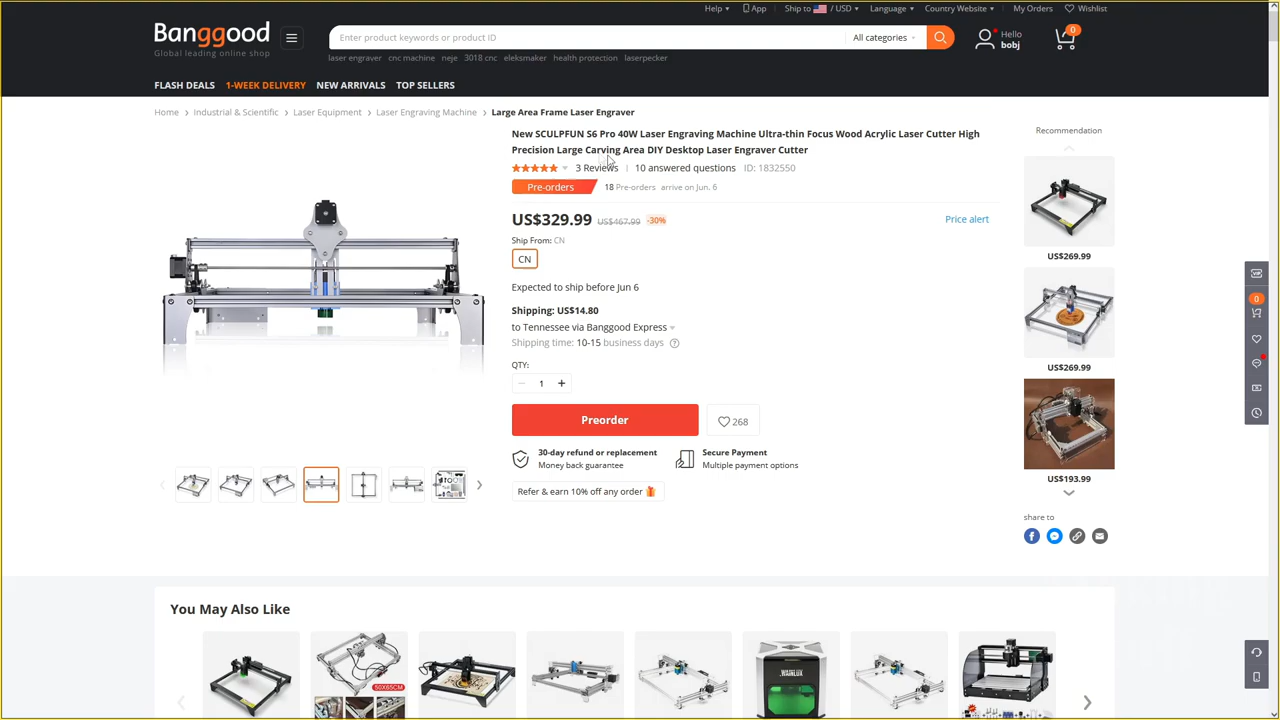 Banggood
Global leading online shop
Help
App
Ship to / USD
Language
Country Website
My Orders
Wishlist
Enter product keywords or product ID
All categories
Hello
bobj
0
laser engraver cnc machine neje 3018 cnc eleksmaker health protection laserpecker
FLASH DEALS 1-WEEK DELIVERY NEW ARRIVALS TOP SELLERS
Home > Industrial & Scientific > Laser Equipment > Laser Engraving Machine > Large Area Frame Laser Engraver
New SCULPFUN S6 Pro 40W Laser Engraving Machine Ultra-thin Focus Wood Acrylic Laser Cutter High
Precision Large Carving Area DIY Desktop Laser Engraver Cutter
3 Reviews | 10 answered questions ID: 1832550
Pre-orders 18 Pre-orders arrive on Jun. 6
US$329.99 US$467.99 -30%
Price alert
Ship From: CN
CN
Expected to ship before Jun 6
Shipping: US$14.80
to Tennessee via Banggood Express
Shipping time: 10-15 business days ?
QTY:
− 1 +
Preorder
268
30-day refund or replacement
Money back guarantee
Secure Payment
Multiple payment options
Refer & earn 10% off any order
Recommendation
US$269.99
US$269.99
US$193.99
share to
VIP
0
You May Also Like
50X65CM
WAINLUX